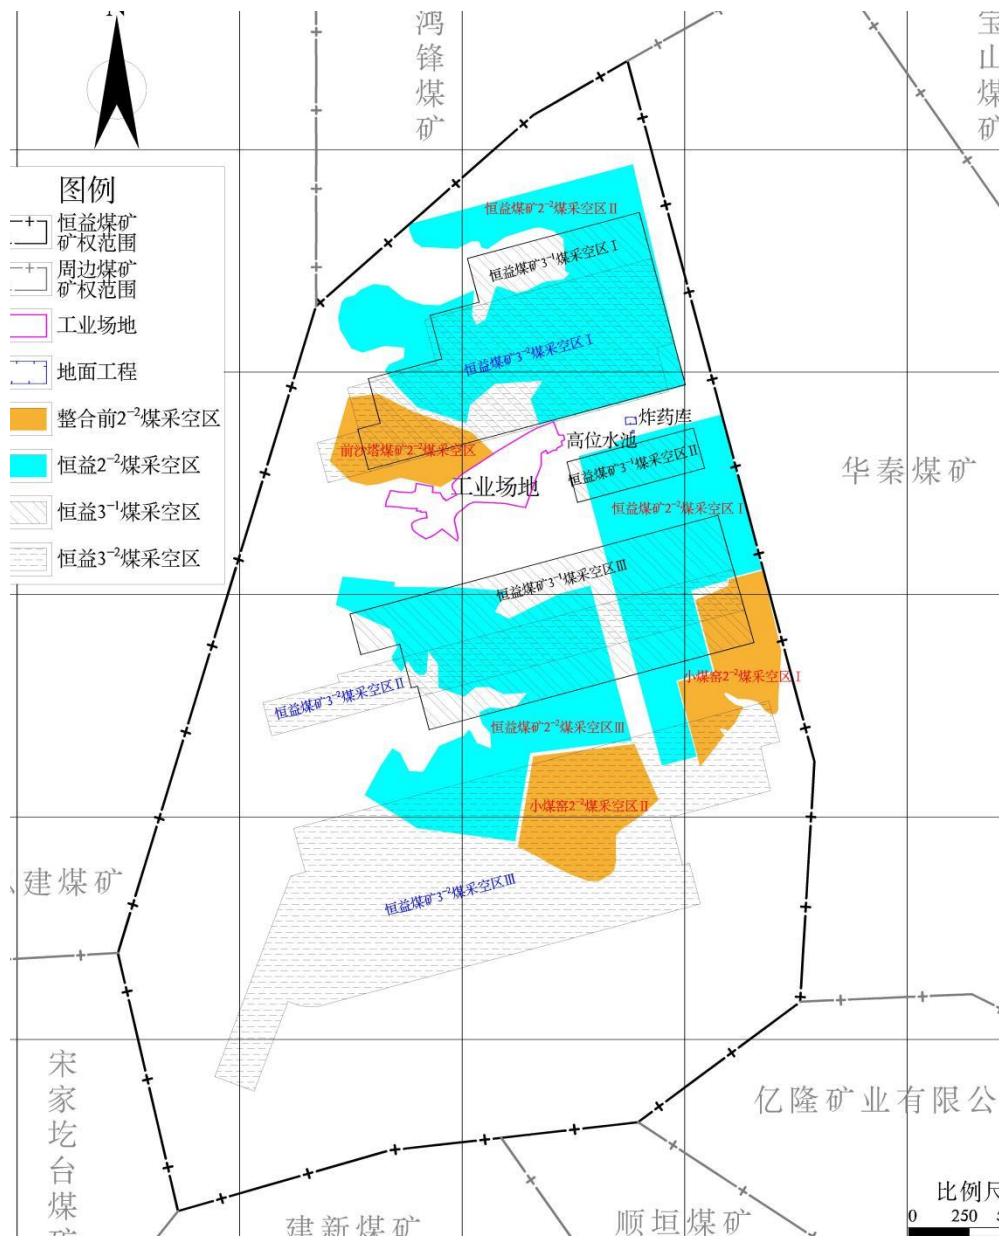 N
鸿锋煤矿
宝山煤矿
图例
恒益煤矿
矿权范围
周边煤矿
矿权范围
工业场地
地面工程
整合前2⁻²煤采空区
恒益2⁻²煤采空区
恒益3⁻¹煤采空区
恒益3⁻²煤采空区
恒益煤矿2⁻²煤采空区Ⅱ
恒益煤矿3⁻¹煤采空区Ⅰ
恒益煤矿3⁻²煤采空区Ⅰ
炸药库
高位水池
前沙塔煤矿2⁻²煤采空区
恒益煤矿3⁻¹煤采空区Ⅱ
工业场地
华秦煤矿
恒益煤矿2⁻²煤采空区Ⅰ
恒益煤矿3⁻¹煤采空区Ⅲ
小煤窑2⁻²煤采空区Ⅰ
恒益煤矿3⁻²煤采空区Ⅱ
恒益煤矿2⁻²煤采空区Ⅲ
小煤窑2⁻²煤采空区Ⅱ
建煤矿
恒益煤矿3⁻²煤采空区Ⅲ
宋家圪台煤矿
亿隆矿业有限公
比例尺
0 250
建新煤矿
顺垣煤矿